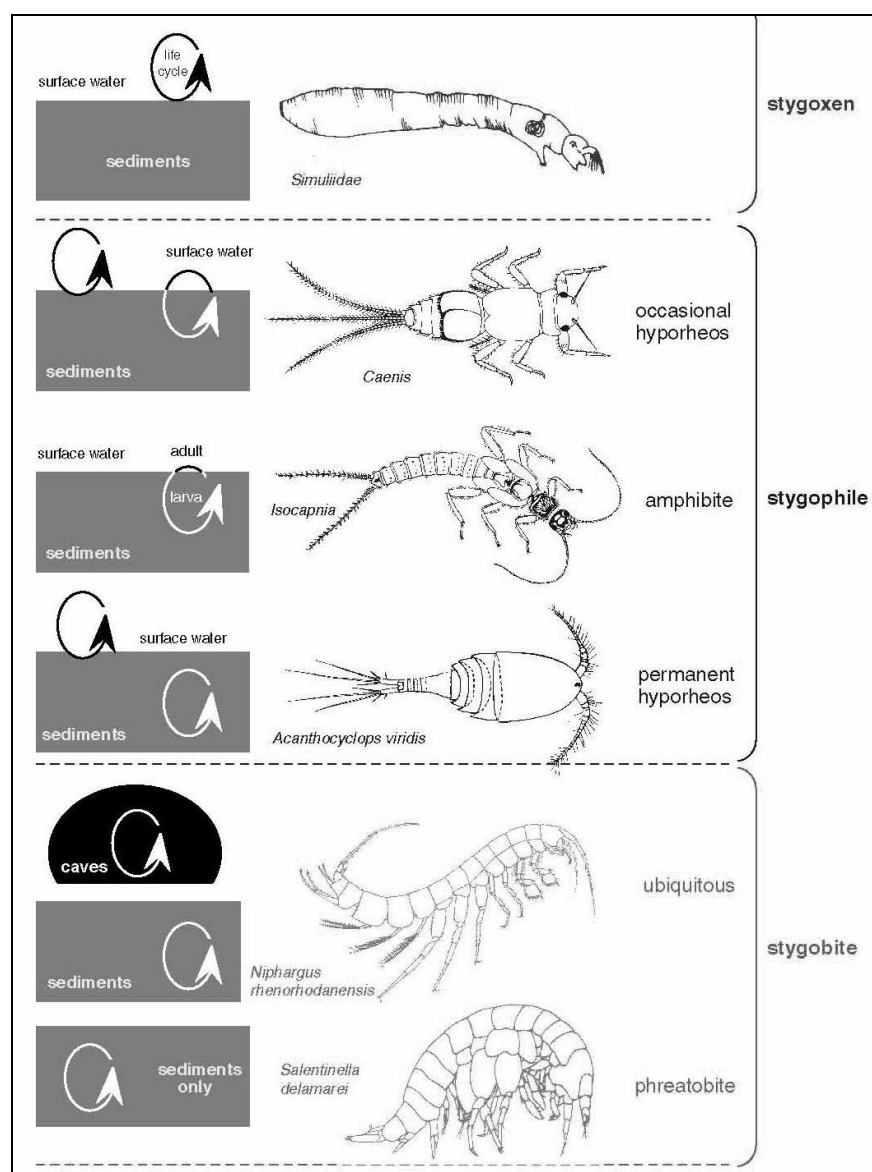 life
cycle
surface water
sediments
Simuliidae
stygoxen
surface water
sediments
Caenis
occasional
hyporheos
surface water
adult
larva
Isocapnia
sediments
amphibite
stygophile
surface water
sediments
Acanthocyclops viridis
permanent
hyporheos
caves
ubiquitous
sediments
Niphargus
rhenorhodanensis
stygobite
sediments
only
Salentinella
delamarei
phreatobite